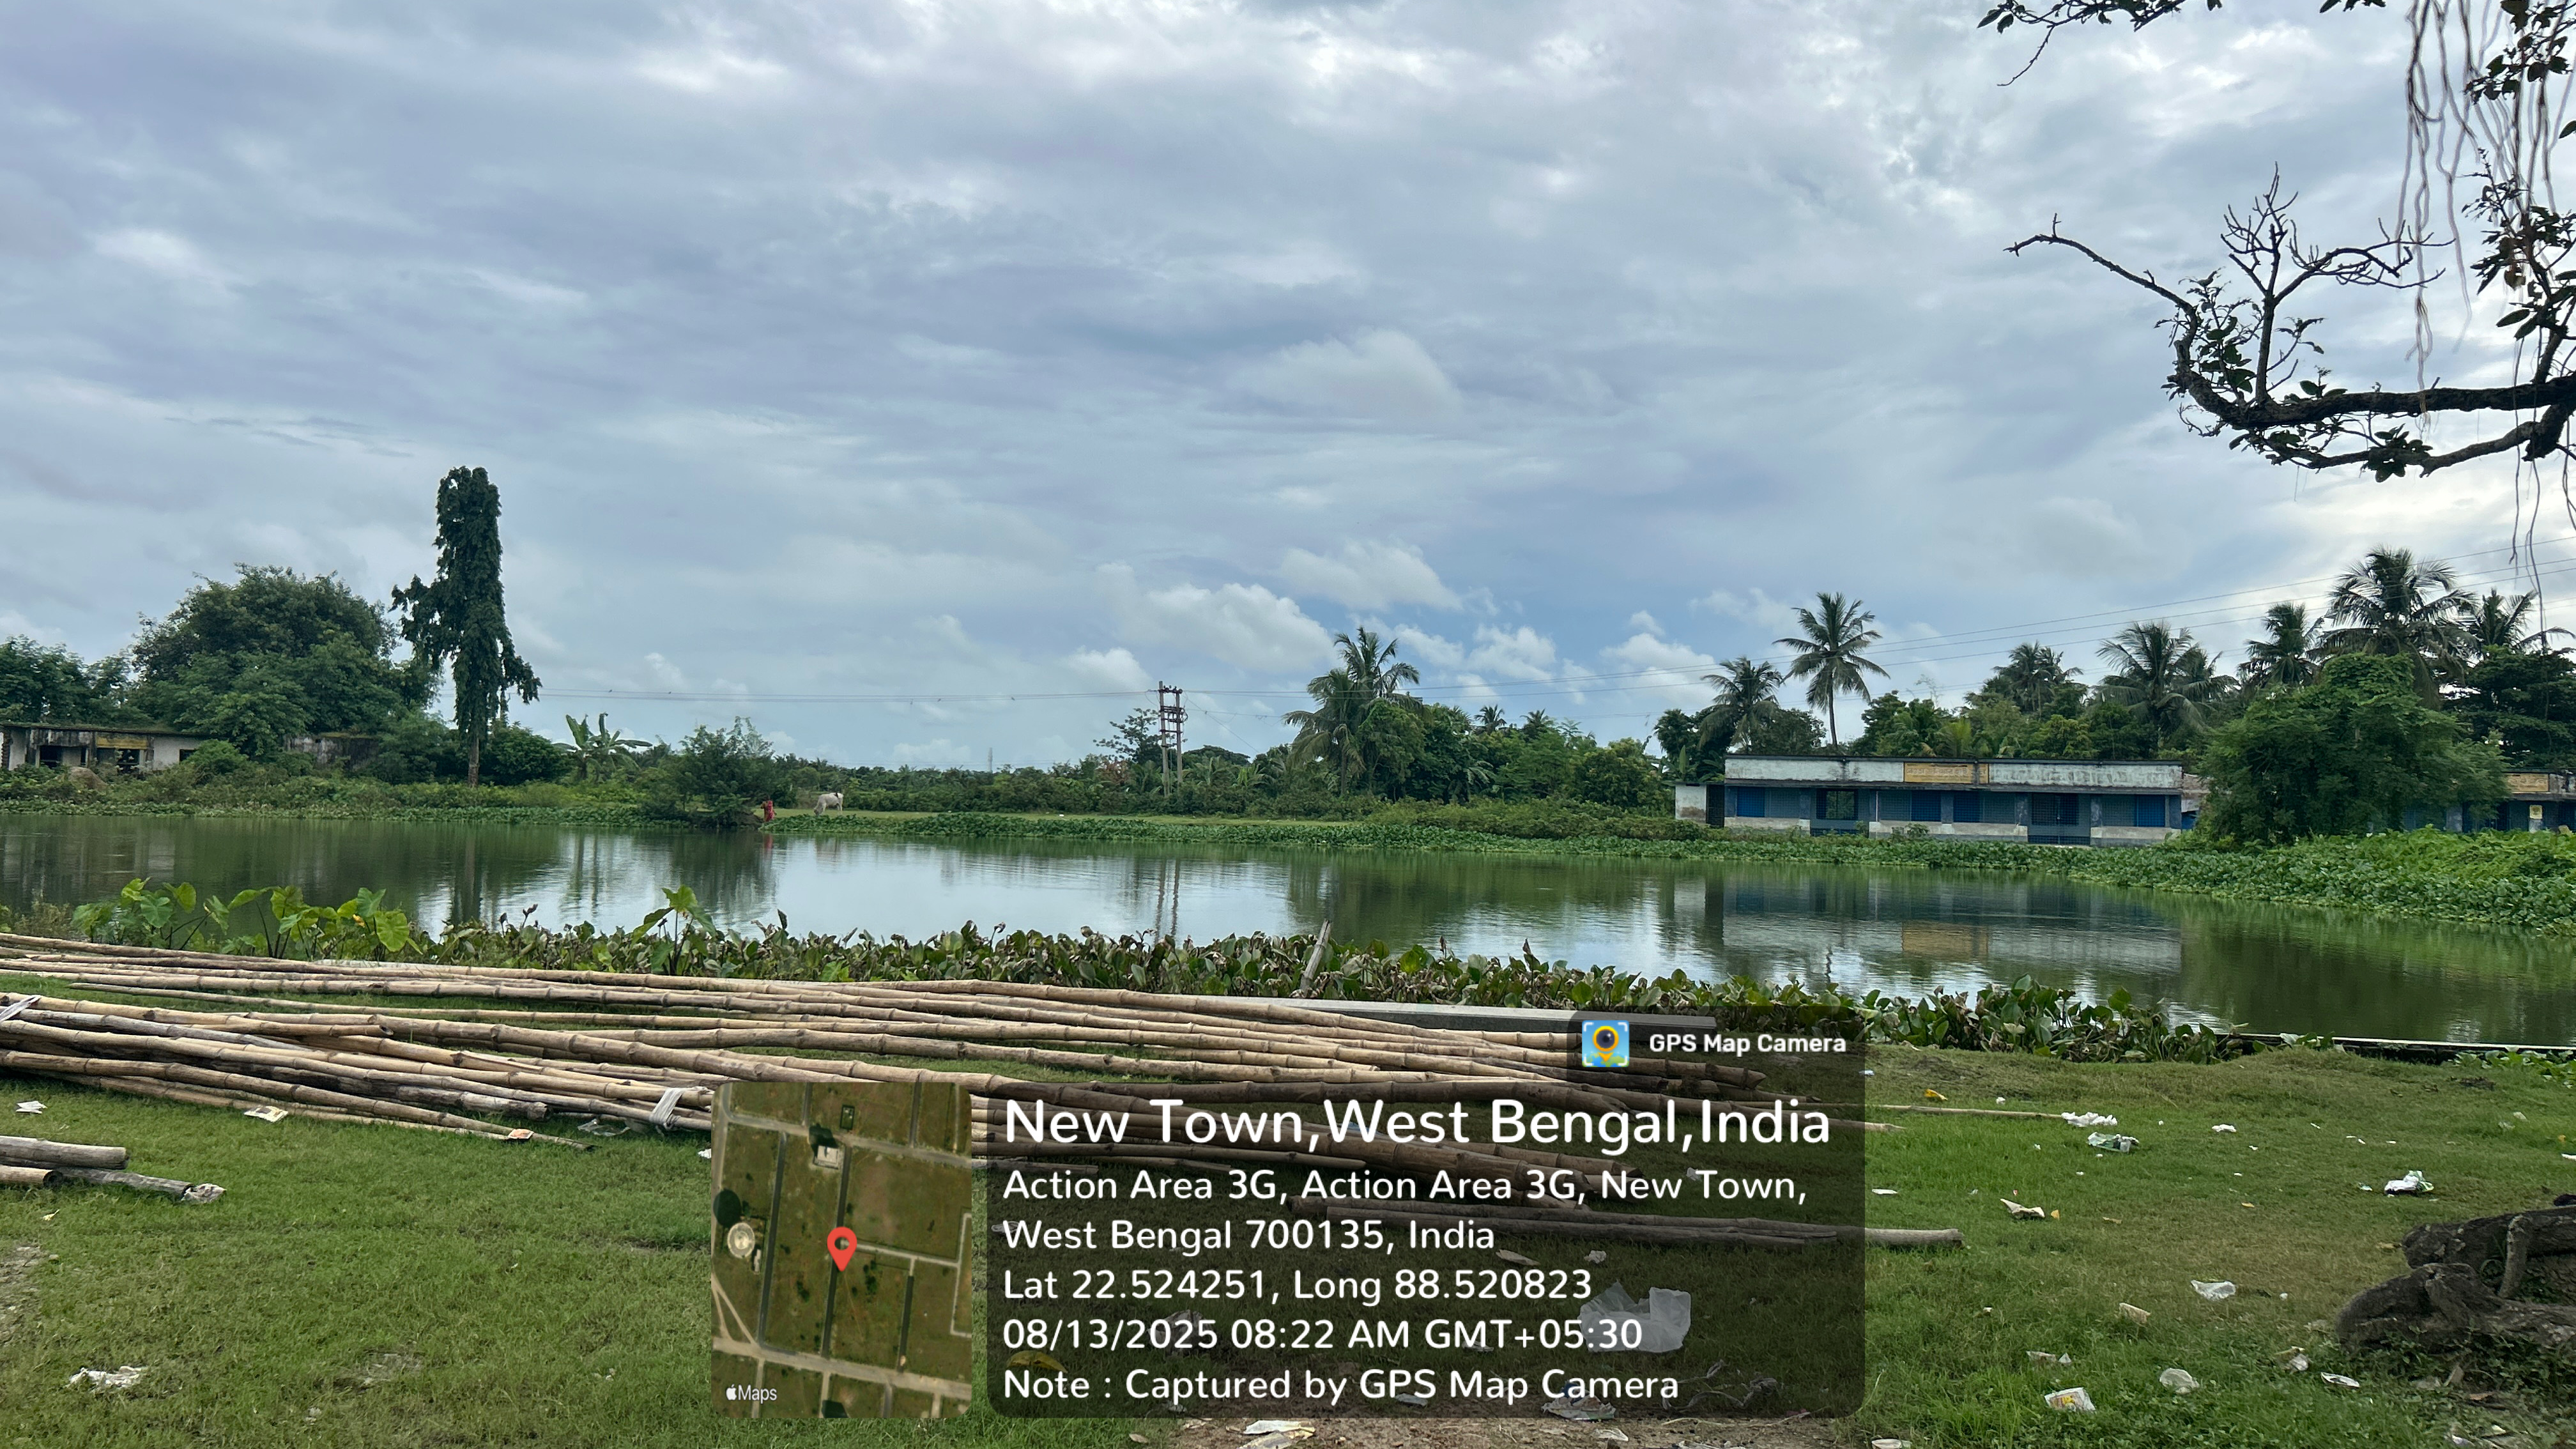 GPS Map Camera
New Town,West Bengal,India
Action Area 3G, Action Area 3G, New Town,
West Bengal 700135, India
Lat 22.524251, Long 88.520823
08/13/2025 08:22 AM GMT+05:30
Note : Captured by GPS Map Camera
Maps